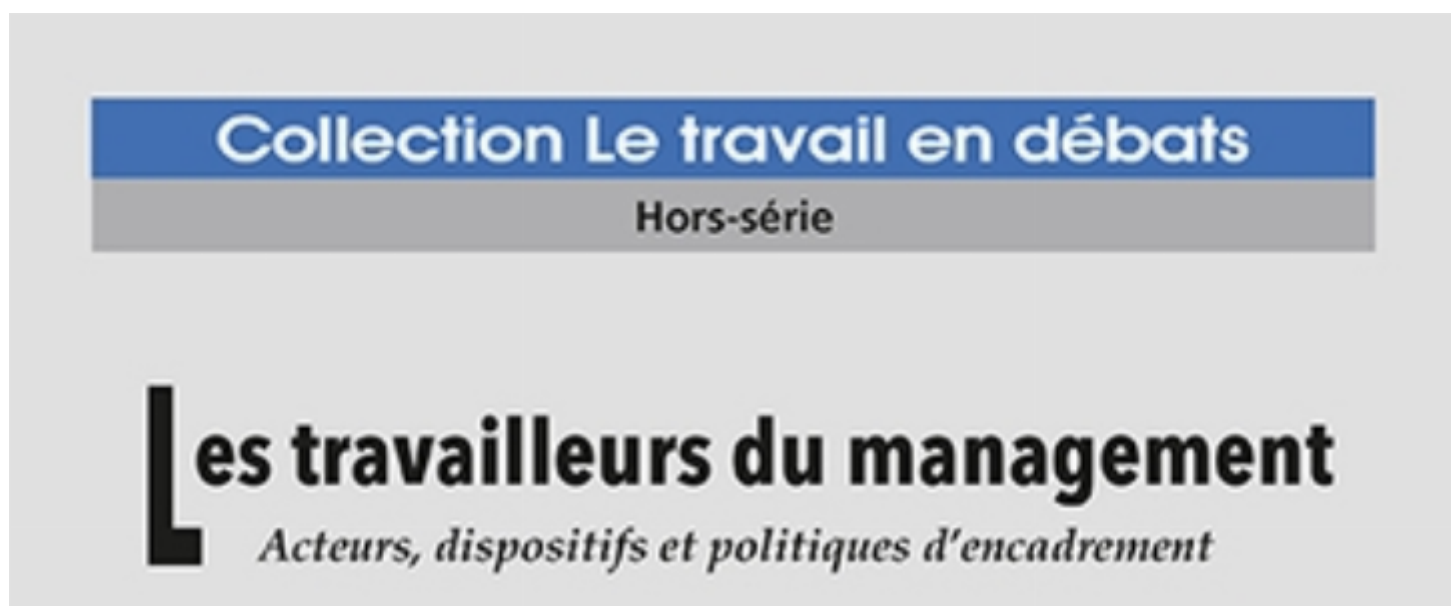 Collection Le travail en débats
Hors-série
Les travailleurs du management
Acteurs, dispositifs et politiques d'encadrement